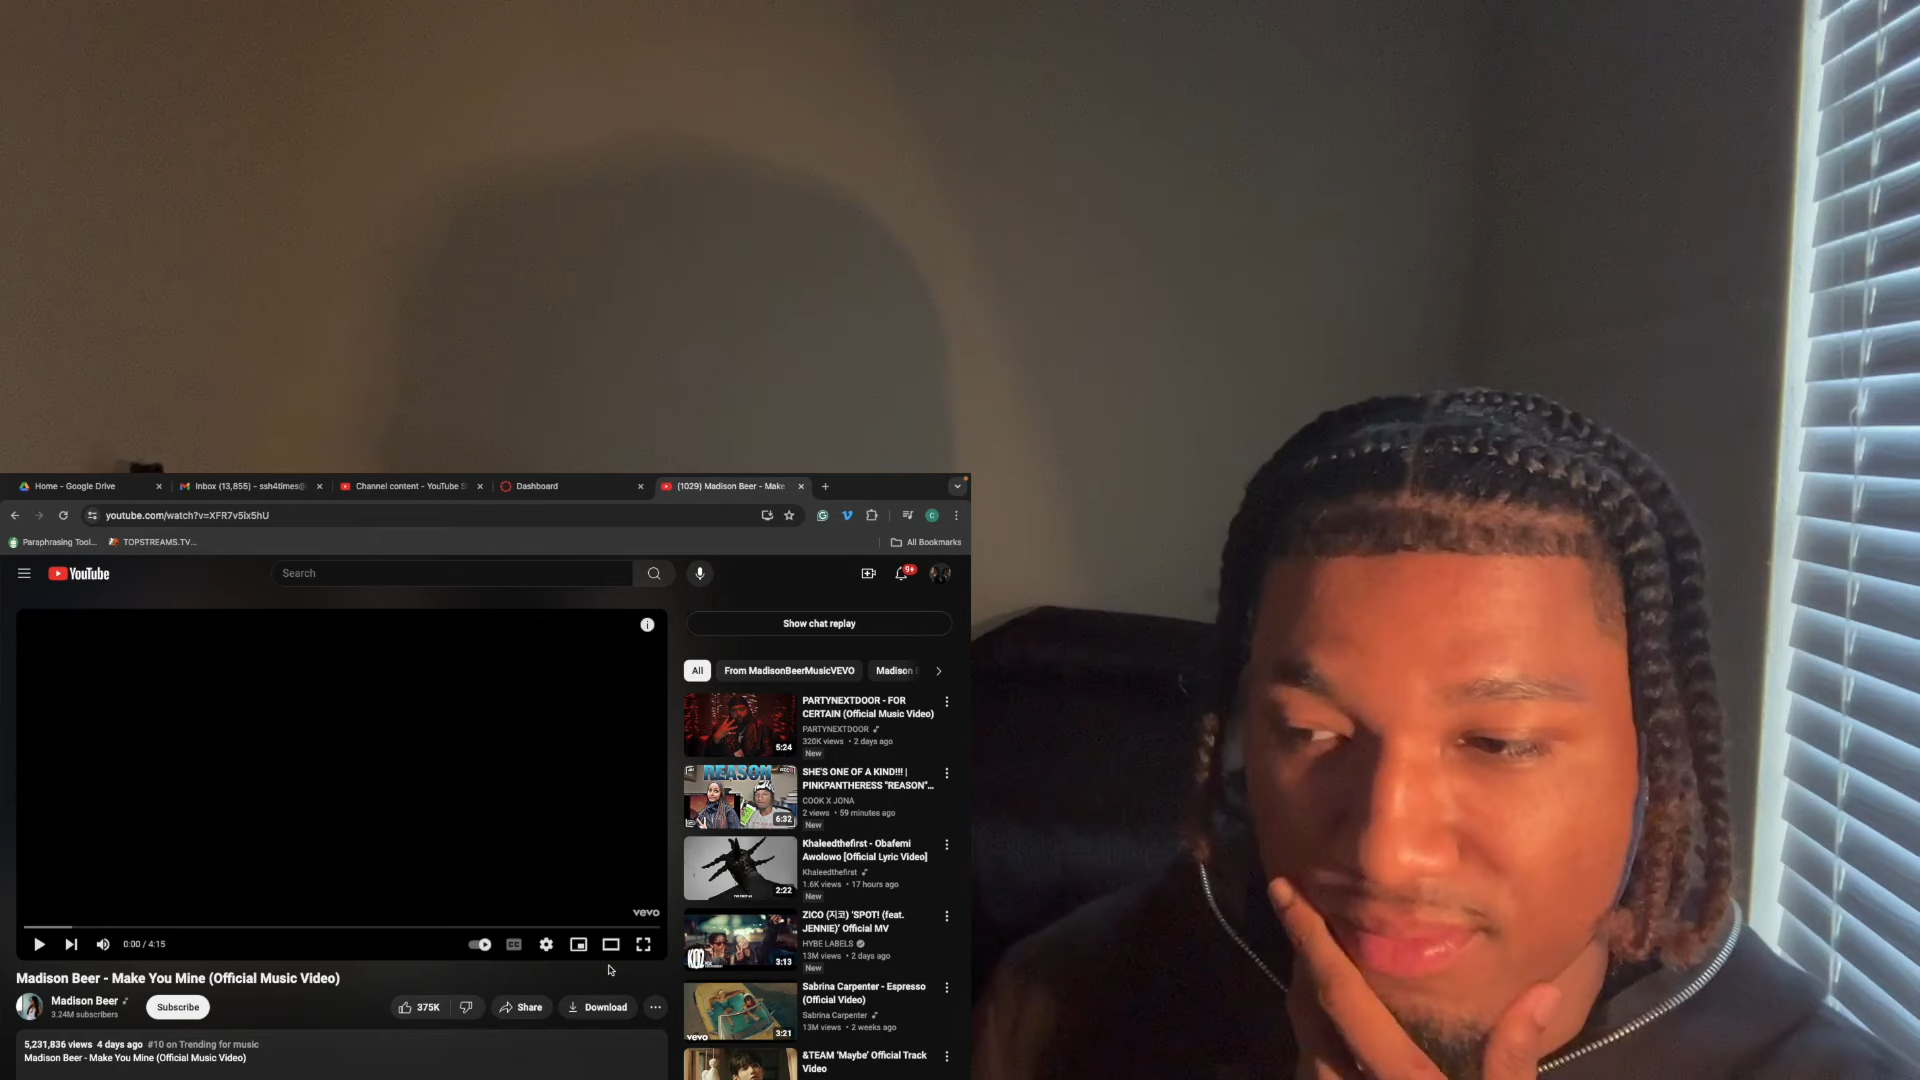 Home - Google Drive
Inbox (13,855) - ssh4times@
Channel content - YouTube S
Dashboard
(1029) Madison Beer - Make
youtube.com/watch?v=XFR7v5ix5hU
Paraphrasing Tool...
TOPSTREAMS.TV...
All Bookmarks
C
YouTube
Search
9+
Show chat replay
All
From MadisonBeerMusicVEVO
Madison
PARTYNEXTDOOR - FOR
CERTAIN (Official Music Video)
PARTYNEXTDOOR
320K views • 2 days ago
New
5:24
REASON
SHE'S ONE OF A KIND!!! |
PINKPANTHERESS "REASON"...
COOK X JONA
2 views • 59 minutes ago
New
6:32
Khaleedthefirst - Obafemi
Awolowo [Official Lyric Video]
Khaleedthefirst
1.6K views • 17 hours ago
New
2:22
ZICO (지코) 'SPOT! (feat.
JENNIE)' Official MV
HYBE LABELS
13M views • 2 days ago
New
3:13
Sabrina Carpenter - Espresso
(Official Video)
Sabrina Carpenter
13M views • 2 weeks ago
vevo
3:21
&TEAM 'Maybe' Official Track
Video
vevo
0:00 / 4:15
CC
Madison Beer - Make You Mine (Official Music Video)
Madison Beer
3.24M subscribers
Subscribe
375K
Share
Download
5,231,836 views 4 days ago #10 on Trending for music
Madison Beer - Make You Mine (Official Music Video)